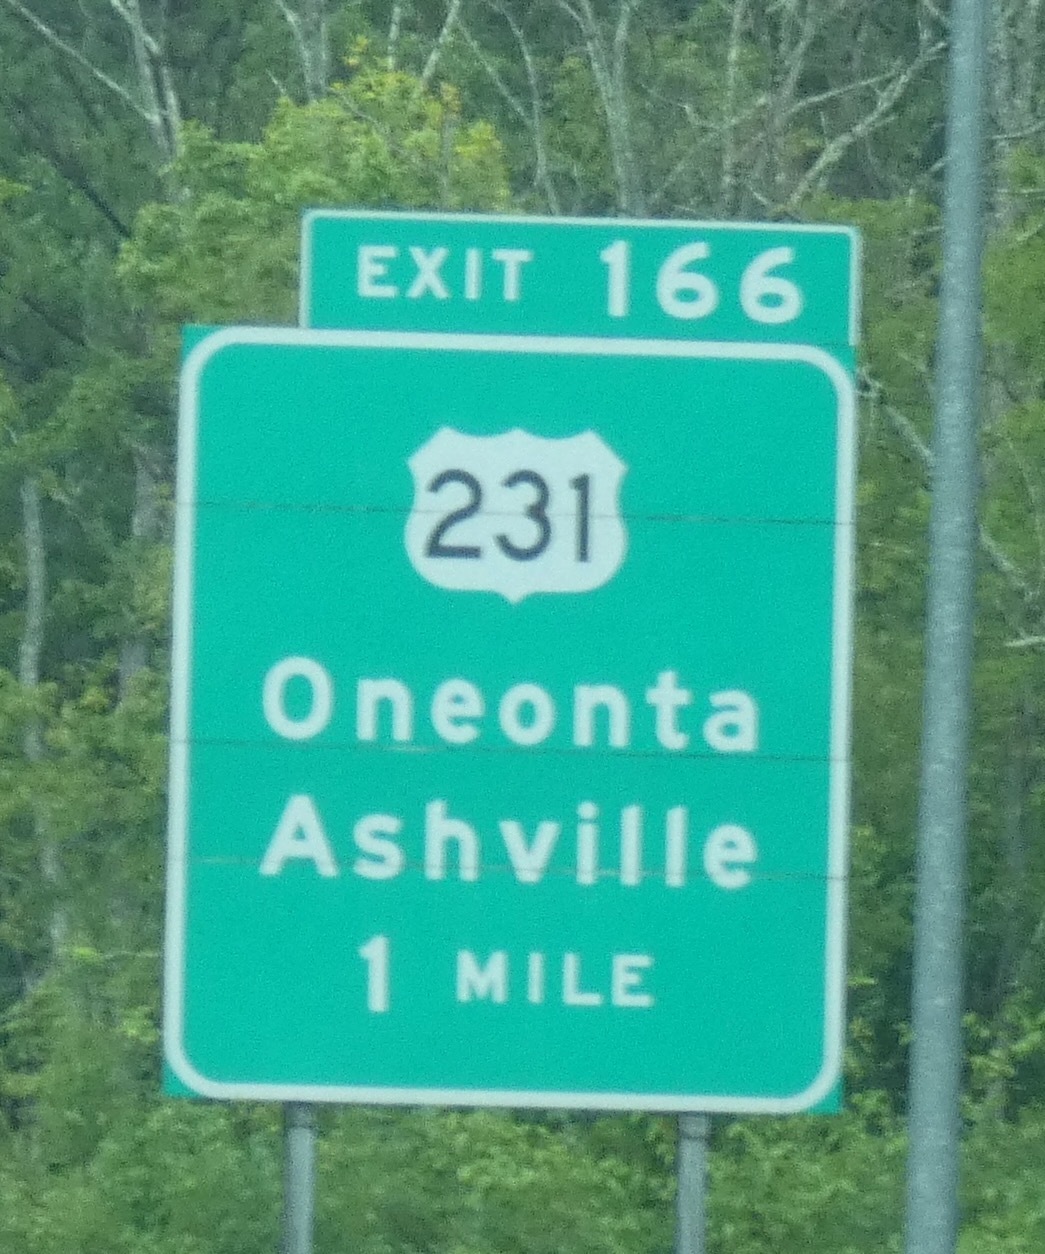 EXIT 166
231
Oneonta
Ashville
1 MILE